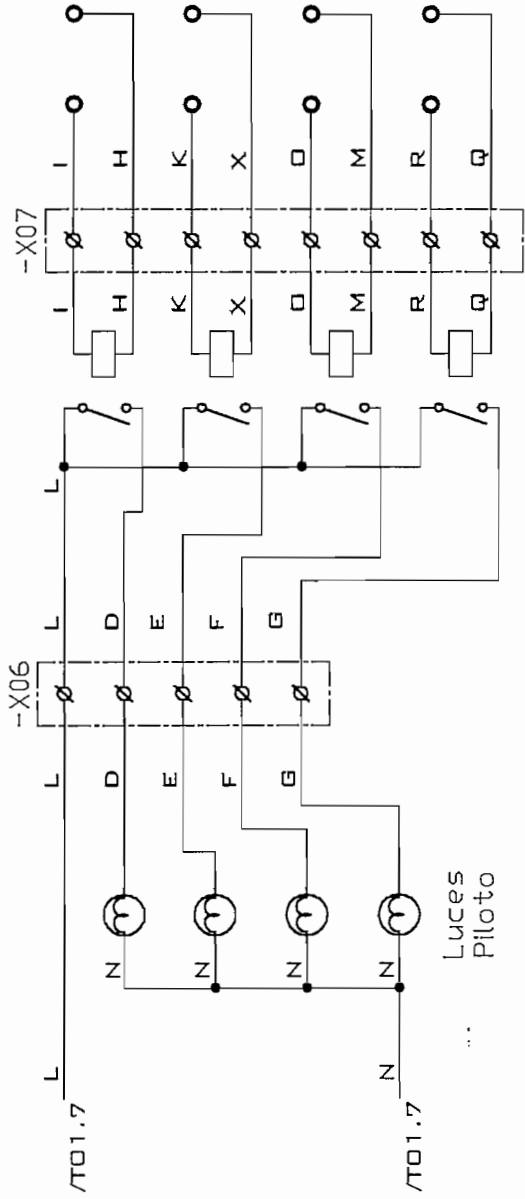 -X06 -X07
/T01.7 L L L L I I
N D D H H
N E E K K
F F X X
N G G O O
M M
/T01.7 N N R R
Luces
Piloto
Q Q